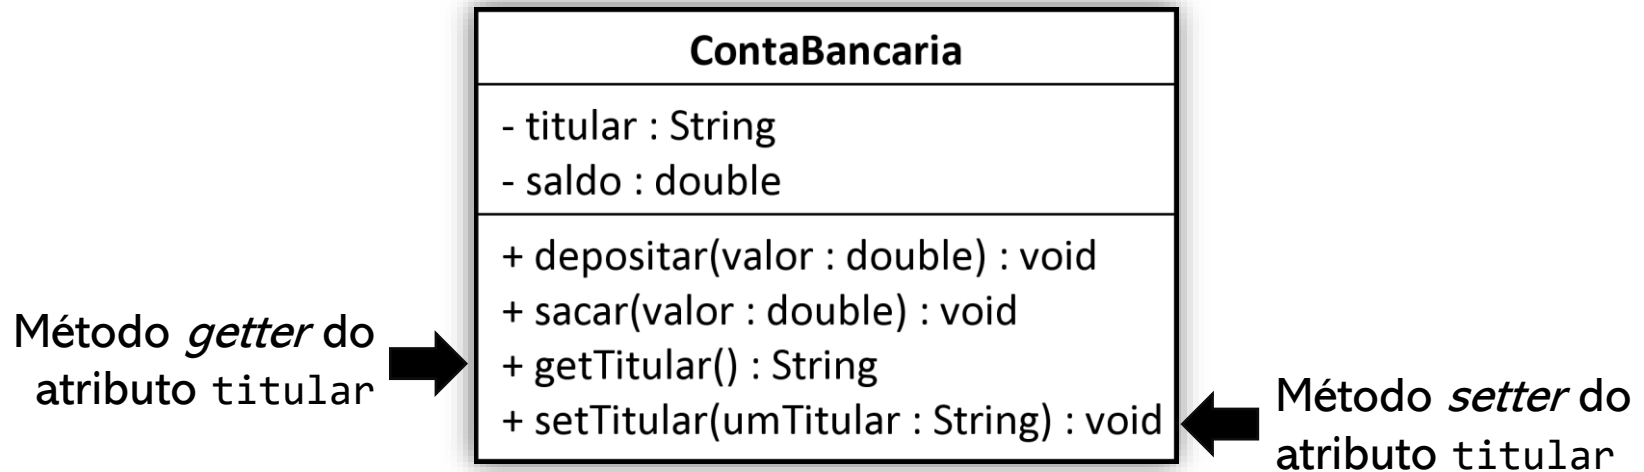 ContaBancaria
- titular : String
- saldo : double
+ depositar(valor : double) : void
+ sacar(valor : double) : void
+ getTitular() : String
+ setTitular(umTitular : String) : void
Método getter do
atributo titular
Método setter do
atributo titular